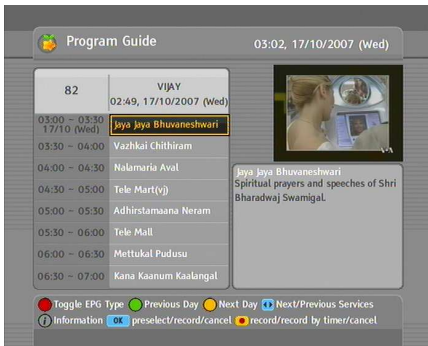 Program Guide
03:02, 17/10/2007 (Wed)
82
VIJAY
02:49, 17/10/2007 (Wed)
03:00 ~ 03:30
17/10 (Wed)
Jaya Jaya Bhuvaneshwari
03:30 ~ 04:00 Vazhkai Chithiram
04:00 ~ 04:30 Nalamaria Aval
04:30 ~ 05:00 Tele Mart(vj)
05:00 ~ 05:30 Adhirstamaana Neram
05:30 ~ 06:00 Tele Mall
06:00 ~ 06:30 Mettukal Pudusu
06:30 ~ 07:00 Kana Kaanum Kaalangal
VOA
Jaya Jaya Bhuvaneshwari
Spiritual prayers and speeches of Shri
Bharadwaj Swamigal.
Toggle EPG Type Previous Day Next Day Next/Previous Services
i Information OK preselect/record/cancel record/record by timer/cancel